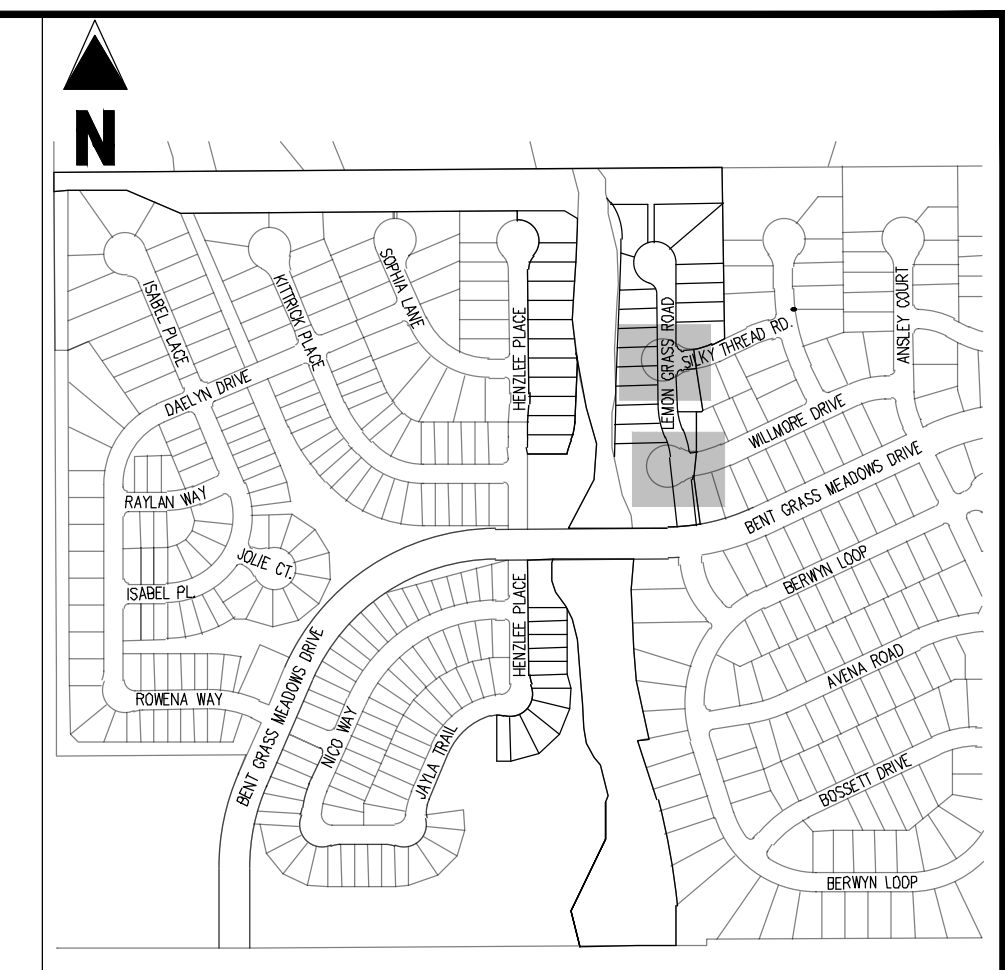 N
ISABEL PLACE
KITTRICK PLACE
SOPHIA LANE
HENZLEE PLACE
LEMON GRASS ROAD
SILKY THREAD RD.
ANSLEY COURT
DAELYN DRIVE
WILLMORE DRIVE
BENT GRASS MEADOWS DRIVE
RAYLAN WAY
JOLIE CT.
ISABEL PL.
BERWYN LOOP
HENZLEE PLACE
AVENA ROAD
ROWENA WAY
BENT GRASS MEADOWS DRIVE
NICO WAY
JAYLA TRAIL
BOSSETT DRIVE
BERWYN LOOP